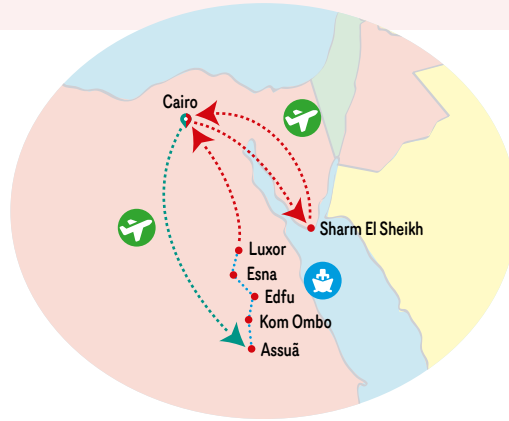 Cairo
Sharm El Sheikh
Luxor
Esna
Edfu
Kom Ombo
Assuã